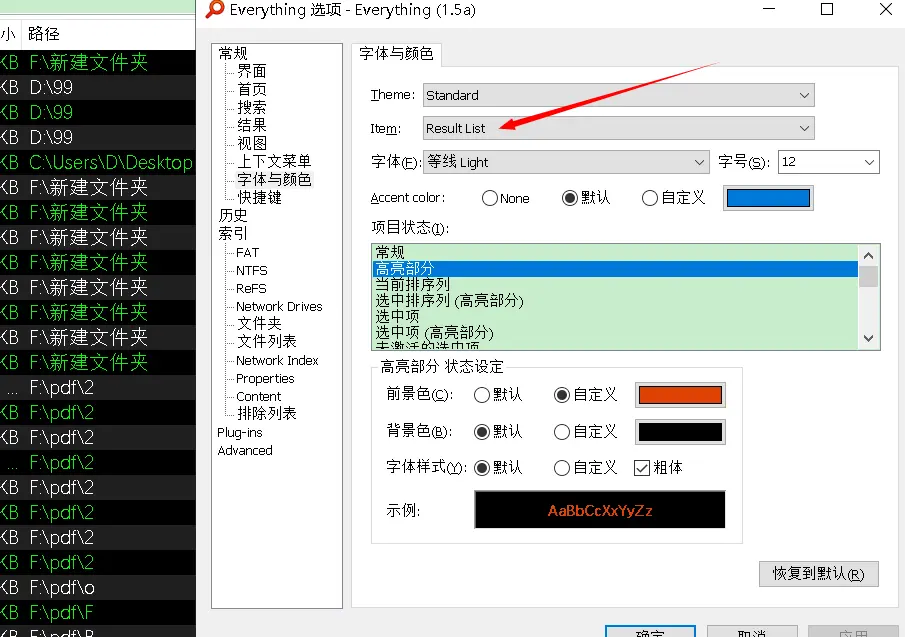 Everything 选项 - Everything (1.5a)
小 路径
KB F:\新建文件夹
KB D:\99
KB D:\99
KB D:\99
KB C:\Users\D\Desktop
KB F:\新建文件夹
KB F:\新建文件夹
KB F:\新建文件夹
KB F:\新建文件夹
KB F:\新建文件夹
KB F:\新建文件夹
KB F:\新建文件夹
KB F:\新建文件夹
... F:\pdf\2
KB F:\pdf\2
KB F:\pdf\2
... F:\pdf\2
KB F:\pdf\2
KB F:\pdf\2
KB F:\pdf\2
KB F:\pdf\2
KB F:\pdf\o
KB F:\pdf\F
KB F:\pdf\B
常规
界面
首页
搜索
结果
视图
上下文菜单
字体与颜色
快捷键
历史
索引
FAT
NTFS
ReFS
Network Drives
文件夹
文件列表
Network Index
Properties
Content
排除列表
Plug-ins
Advanced
字体与颜色
Theme: Standard
Item: Result List
字体(F): 等线 Light 字号(S): 12
Accent color: None 默认 自定义
项目状态(I):
常规
高亮部分
当前排序列
选中排序列 (高亮部分)
选中项
选中项 (高亮部分)
未激活的选中项
高亮部分 状态设定
前景色(C): 默认 自定义
背景色(B): 默认 自定义
字体样式(Y): 默认 自定义 粗体
示例: AaBbCcXxYyZz
恢复到默认(R)
确定 取消 应用